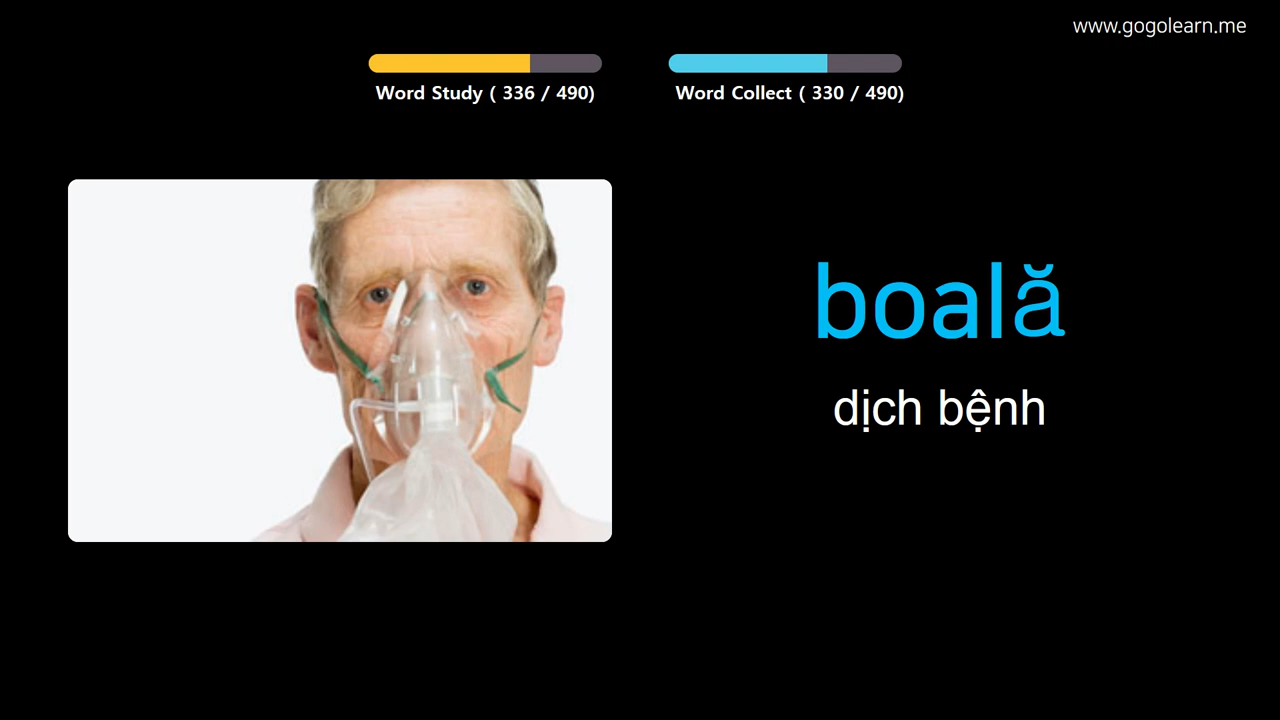 www.gogolearn.me
Word Study ( 336 / 490)
Word Collect ( 330 / 490)
boală
dịch bệnh